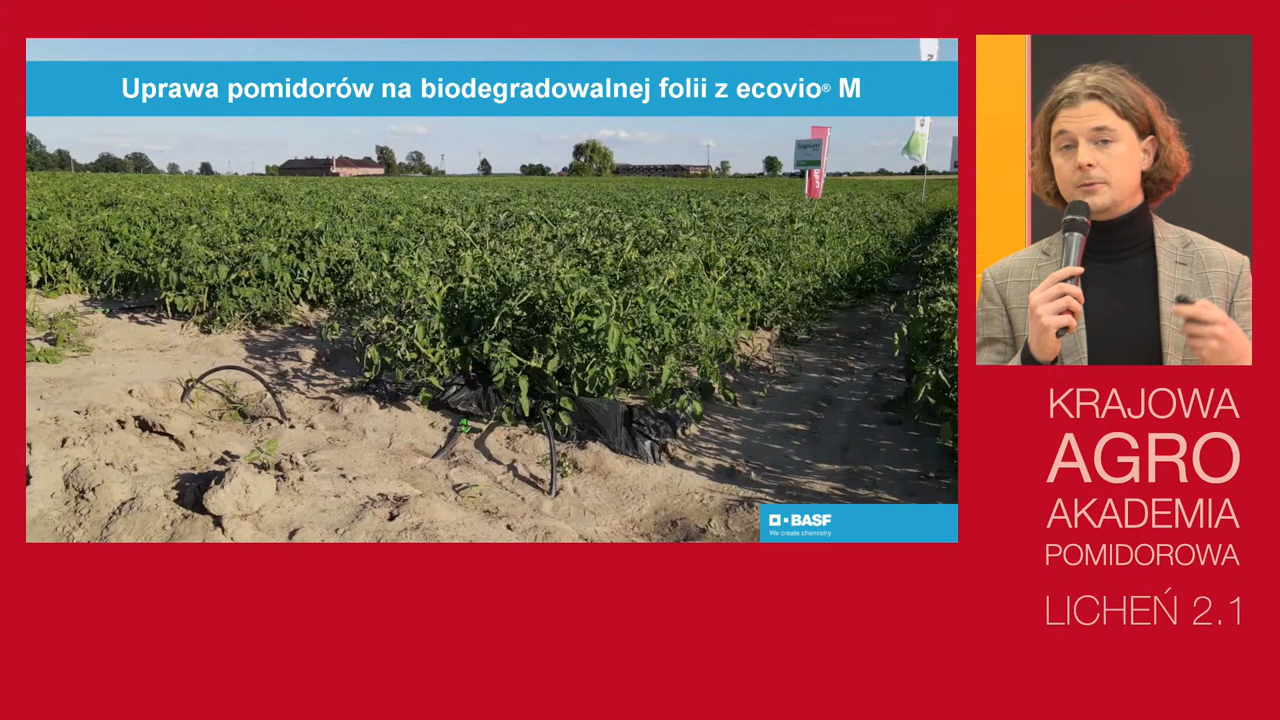 Uprawa pomidorów na biodegradowalnej folii z ecovio® M
BASF
We create chemistry
KRAJOWA
AGRO
AKADEMIA
POMIDOROWA
LICHEŃ 2.1